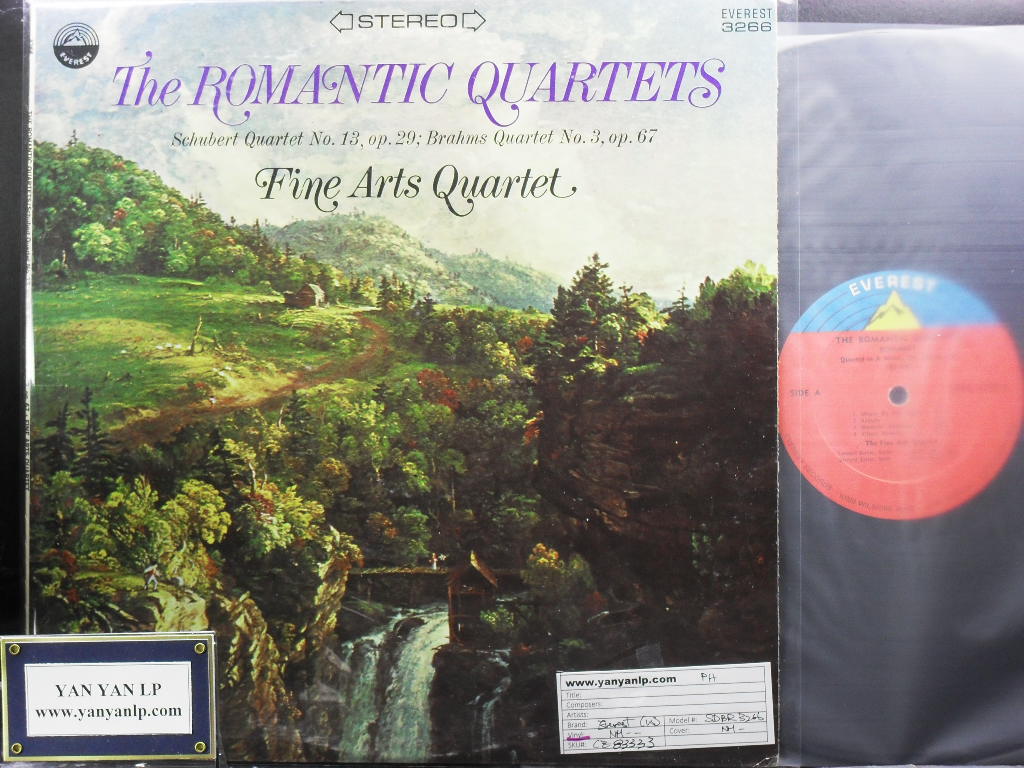 STEREO
EVEREST
3266
EVEREST
The ROMANTIC QUARTETS
Schubert Quartet No. 13, op. 29; Brahms Quartet No. 3, op. 67
Fine Arts Quartet
EVEREST
THE ROMANTIC
SIDE A
The Fine Arts Quartet
YAN YAN LP
www.yanyanlp.com
www.yanyanlp.com PH
Title:
Composers:
Artists:
Brand: Everest (W) Model #: SDBR 3266
Vinyl: NM-- Cover: NM-
SKU#: CE 83333